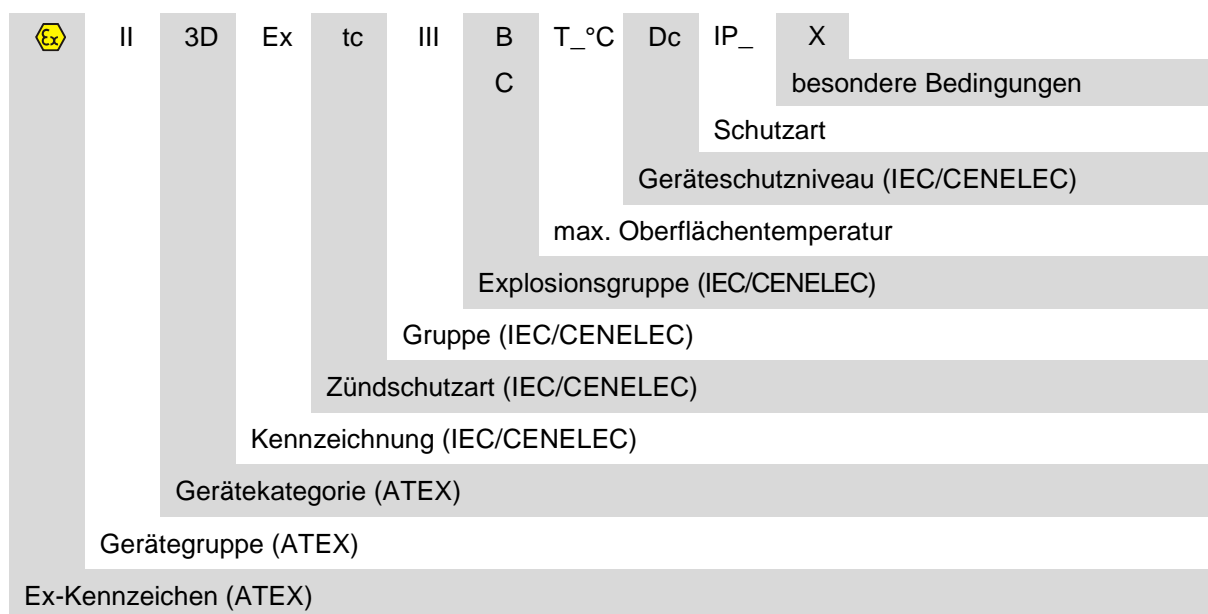 Ex II 3D Ex tc III B T_°C Dc IP_ X
C besondere Bedingungen
Schutzart
Geräteschutzniveau (IEC/CENELEC)
max. Oberflächentemperatur
Explosionsgruppe (IEC/CENELEC)
Gruppe (IEC/CENELEC)
Zündschutzart (IEC/CENELEC)
Kennzeichnung (IEC/CENELEC)
Gerätekategorie (ATEX)
Gerätegruppe (ATEX)
Ex-Kennzeichen (ATEX)